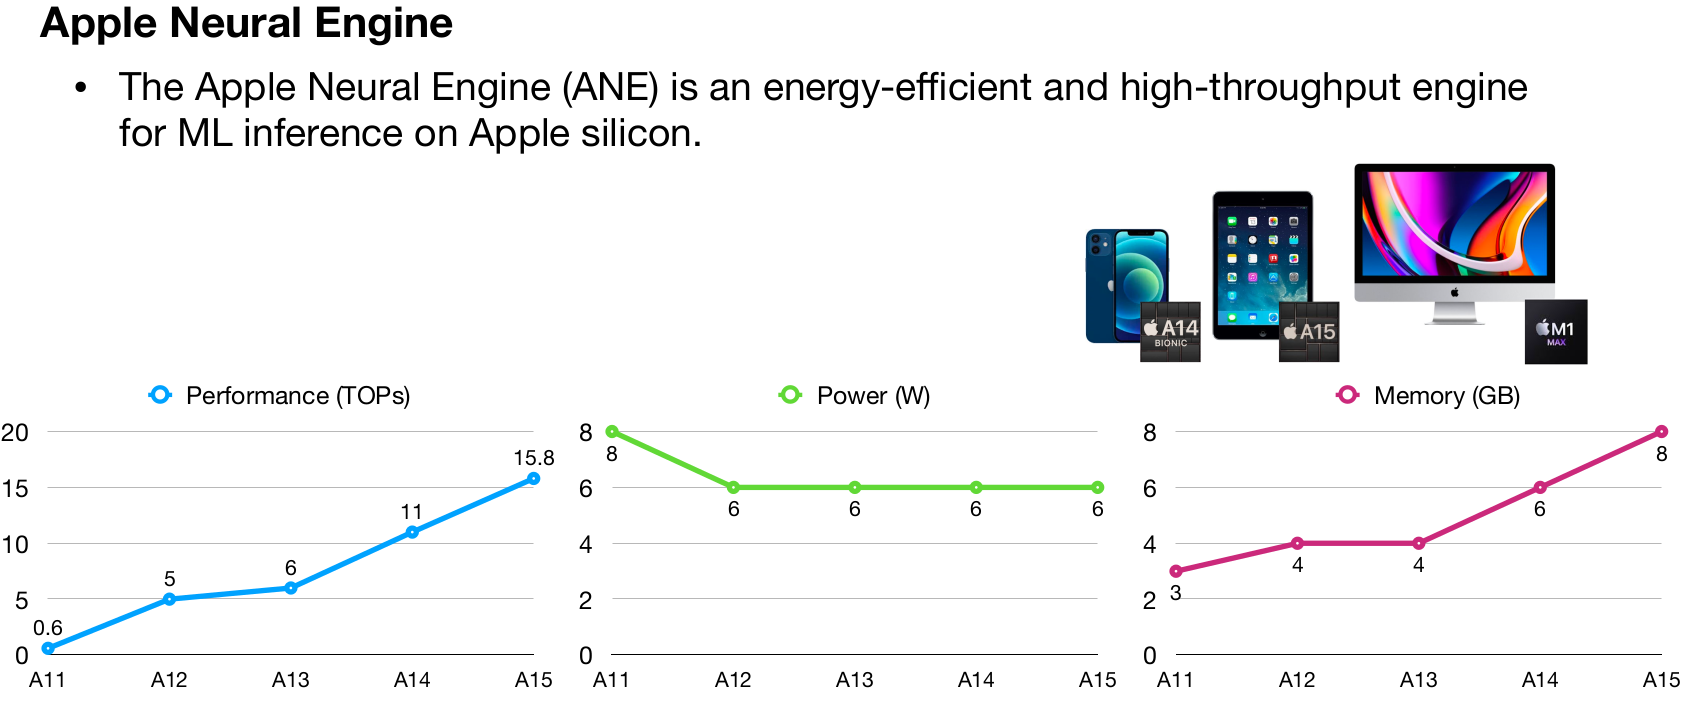 Apple Neural Engine
• The Apple Neural Engine (ANE) is an energy-efficient and high-throughput engine
for ML inference on Apple silicon.
A14
BIONIC
A15
M1
MAX
Performance (TOPs)
20
15
10
5
0
0.6
5
6
11
15.8
A11 A12 A13 A14 A15
Power (W)
8
6
4
2
0
8
6
6
6
6
A11 A12 A13 A14 A15
Memory (GB)
8
6
4
2
0
3
4
4
6
8
A11 A12 A13 A14 A15